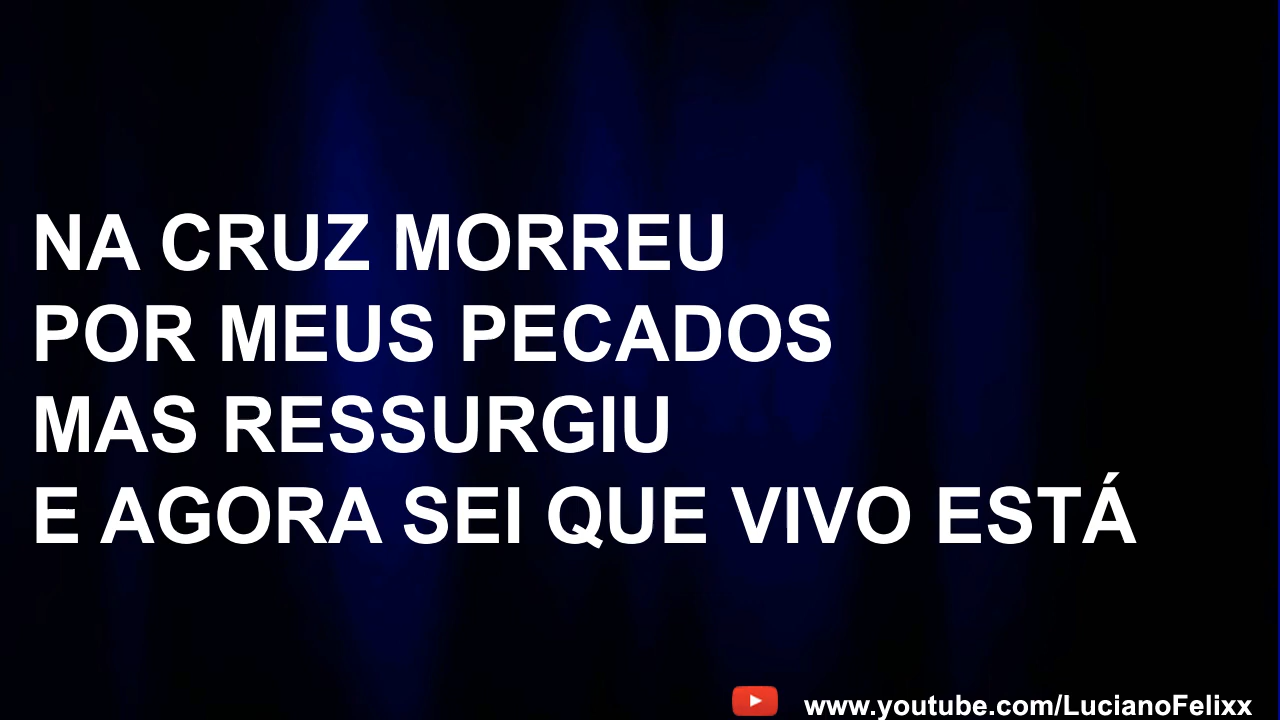 NA CRUZ MORREU
POR MEUS PECADOS
MAS RESSURGIU
E AGORA SEI QUE VIVO ESTÁ
www.youtube.com/LucianoFelixx